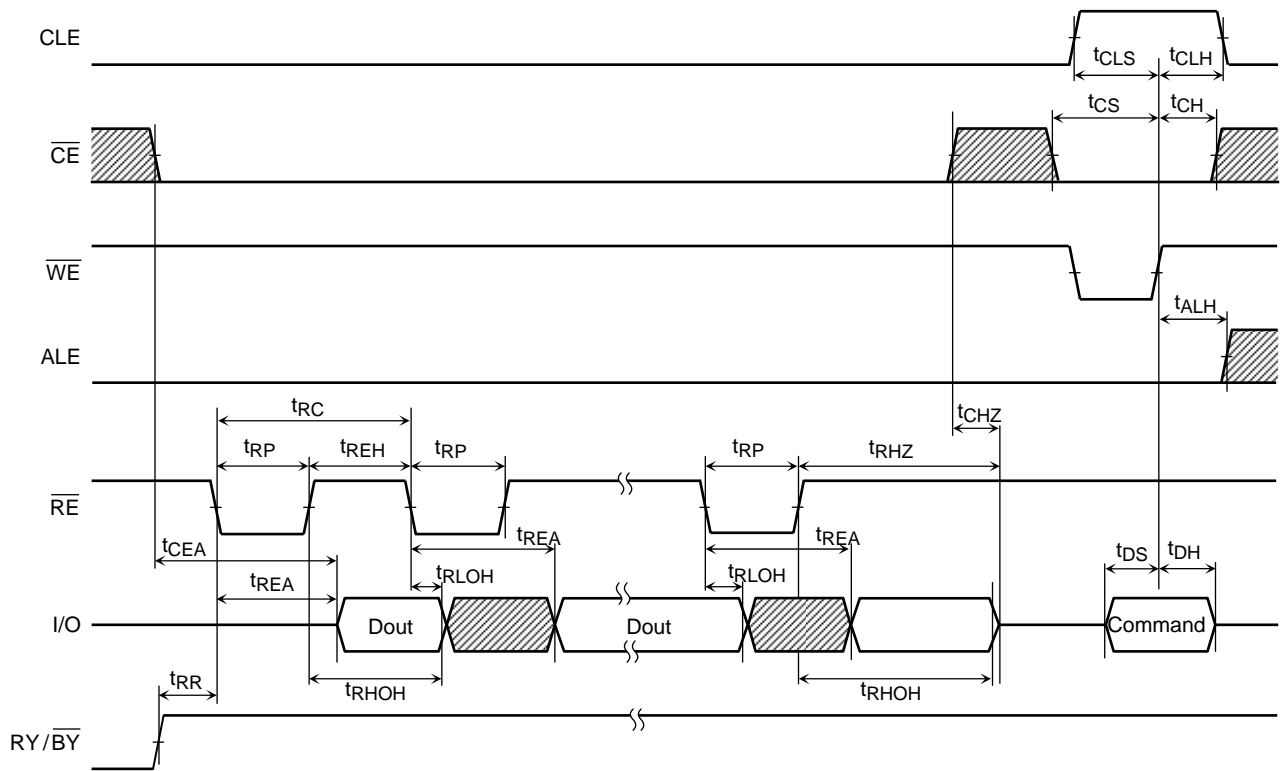 CLE
tCLS tCLH
CE
tCS tCH
WE
tALH
ALE
tRC
tCHZ
tRP tREH tRP tRP tRHZ
RE
tCEA tREA tREA tDS tDH
tREA tRLOH tRLOH
I/O Dout Dout Command
tRR tRHOH tRHOH
RY/BY